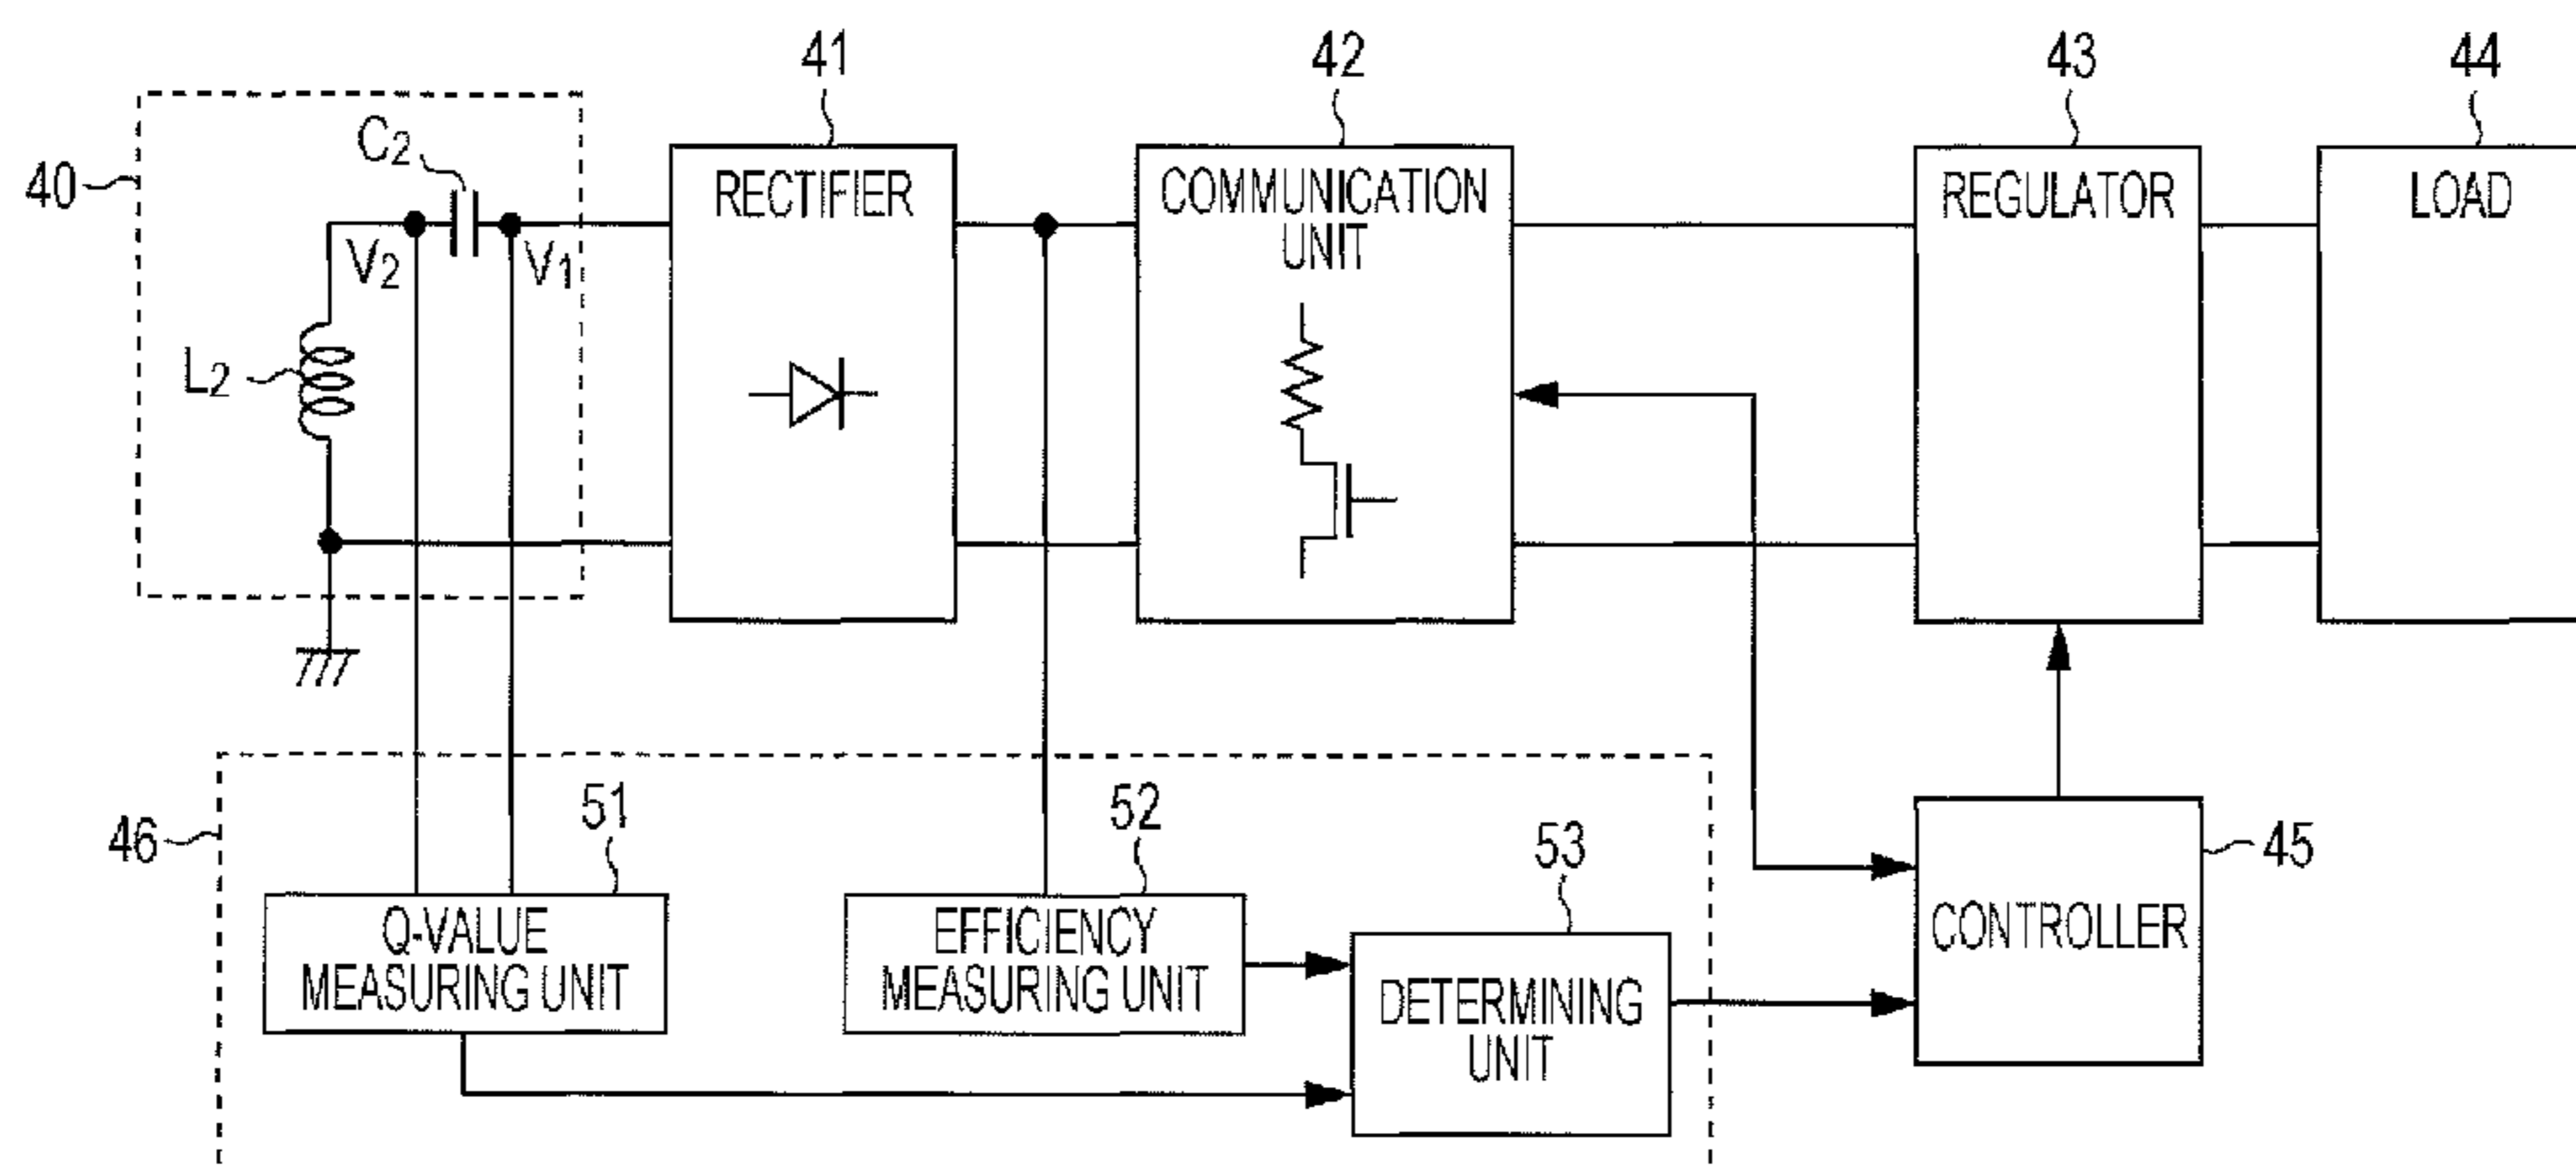 41
42
43
44
40
C2
RECTIFIER
COMMUNICATION
UNIT
REGULATOR
LOAD
V2
V1
L2
46
51
52
53
45
Q-VALUE
MEASURING UNIT
EFFICIENCY
MEASURING UNIT
DETERMINING
UNIT
CONTROLLER